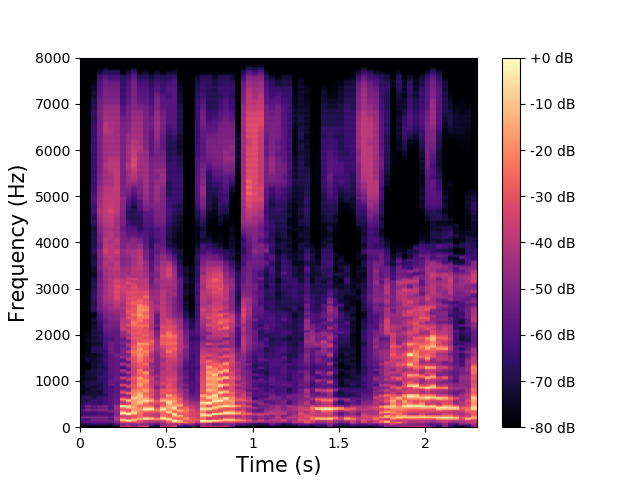 8000
7000
6000
5000
4000
3000
2000
1000
0
Frequency (Hz)
0
0.5
1
1.5
2
Time (s)
+0 dB
-10 dB
-20 dB
-30 dB
-40 dB
-50 dB
-60 dB
-70 dB
-80 dB